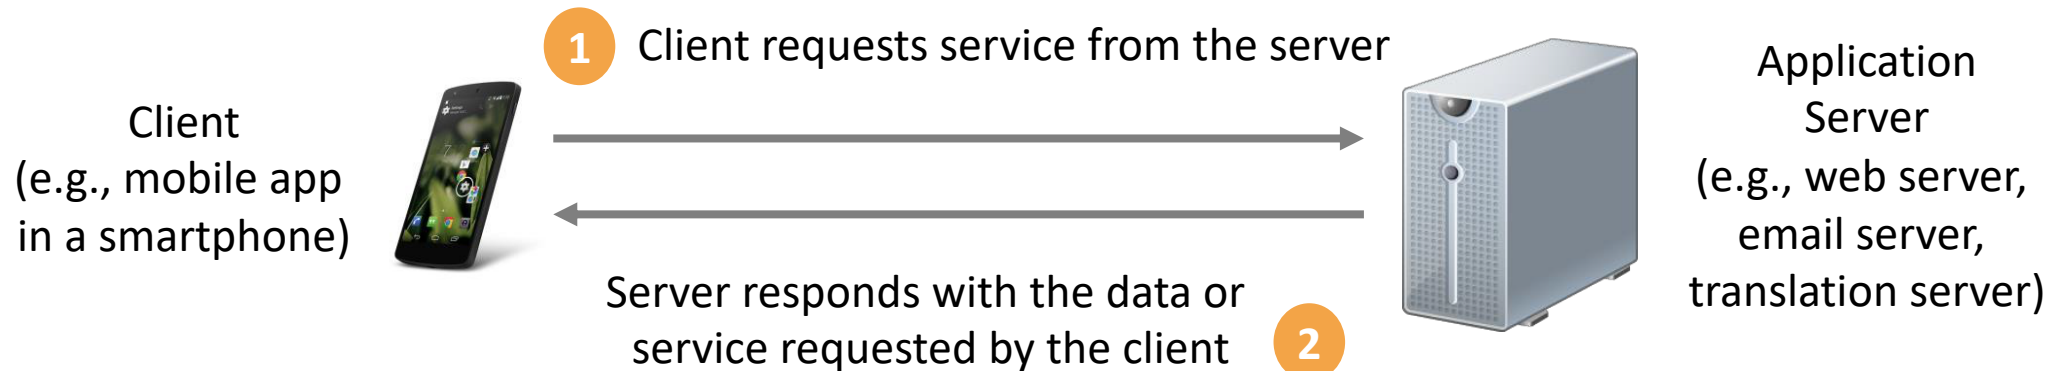 1
Client requests service from the server
Client
(e.g., mobile app
in a smartphone)
Application
Server
(e.g., web server,
email server,
translation server)
Server responds with the data or
service requested by the client
2